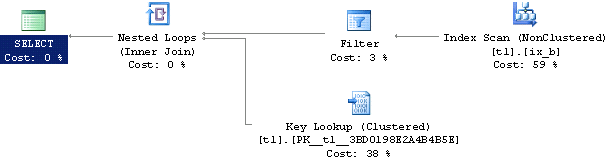 SELECT
Cost: 0 %
Nested Loops
(Inner Join)
Cost: 0 %
Filter
Cost: 3 %
Index Scan (NonClustered)
[t1].[ix_b]
Cost: 59 %
Key Lookup (Clustered)
[t1].[PK__t1__3BD0198E2A4B4B5E]
Cost: 38 %